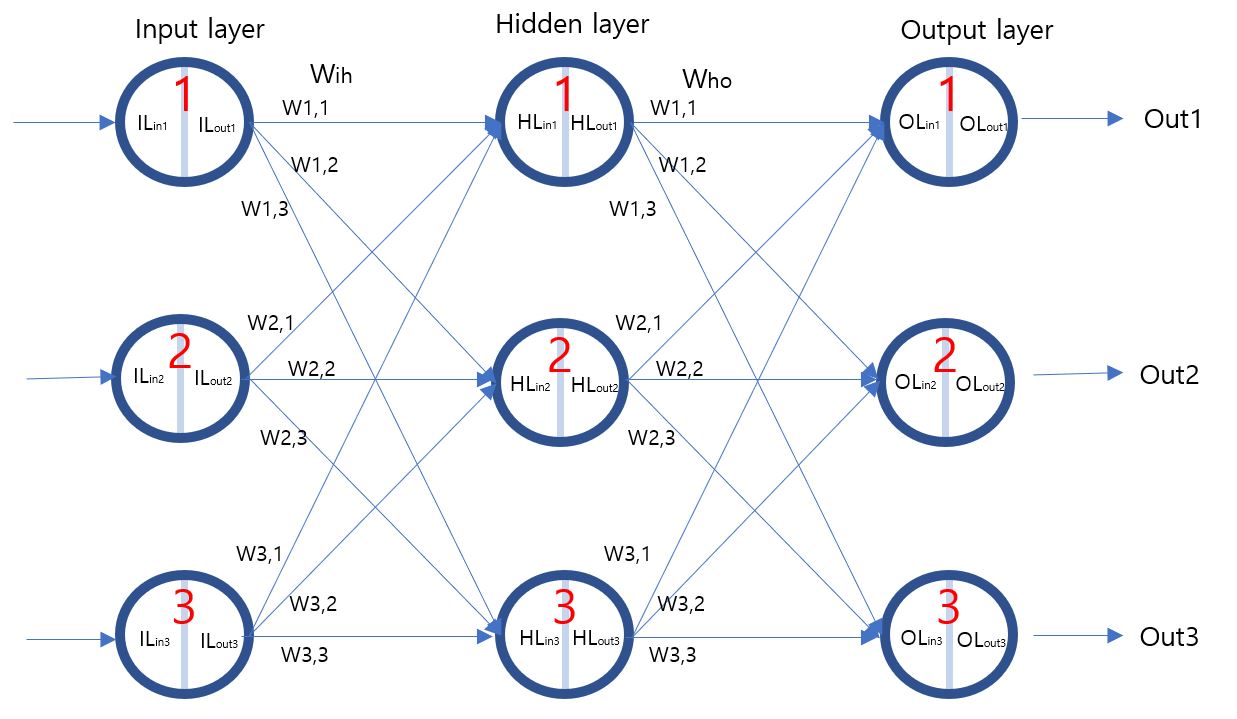 Input layer
Hidden layer
Output layer
Wih
Who
1
ILin1
ILout1
W1,1
W1,2
W1,3
1
HLin1
HLout1
W1,1
W1,2
W1,3
1
OLin1
OLout1
Out1
2
ILin2
ILout2
W2,1
W2,2
W2,3
2
HLin2
HLout2
W2,1
W2,2
W2,3
2
OLin2
OLout2
Out2
3
ILin3
ILout3
W3,1
W3,2
W3,3
3
HLin3
HLout3
W3,1
W3,2
W3,3
3
OLin3
OLout3
Out3